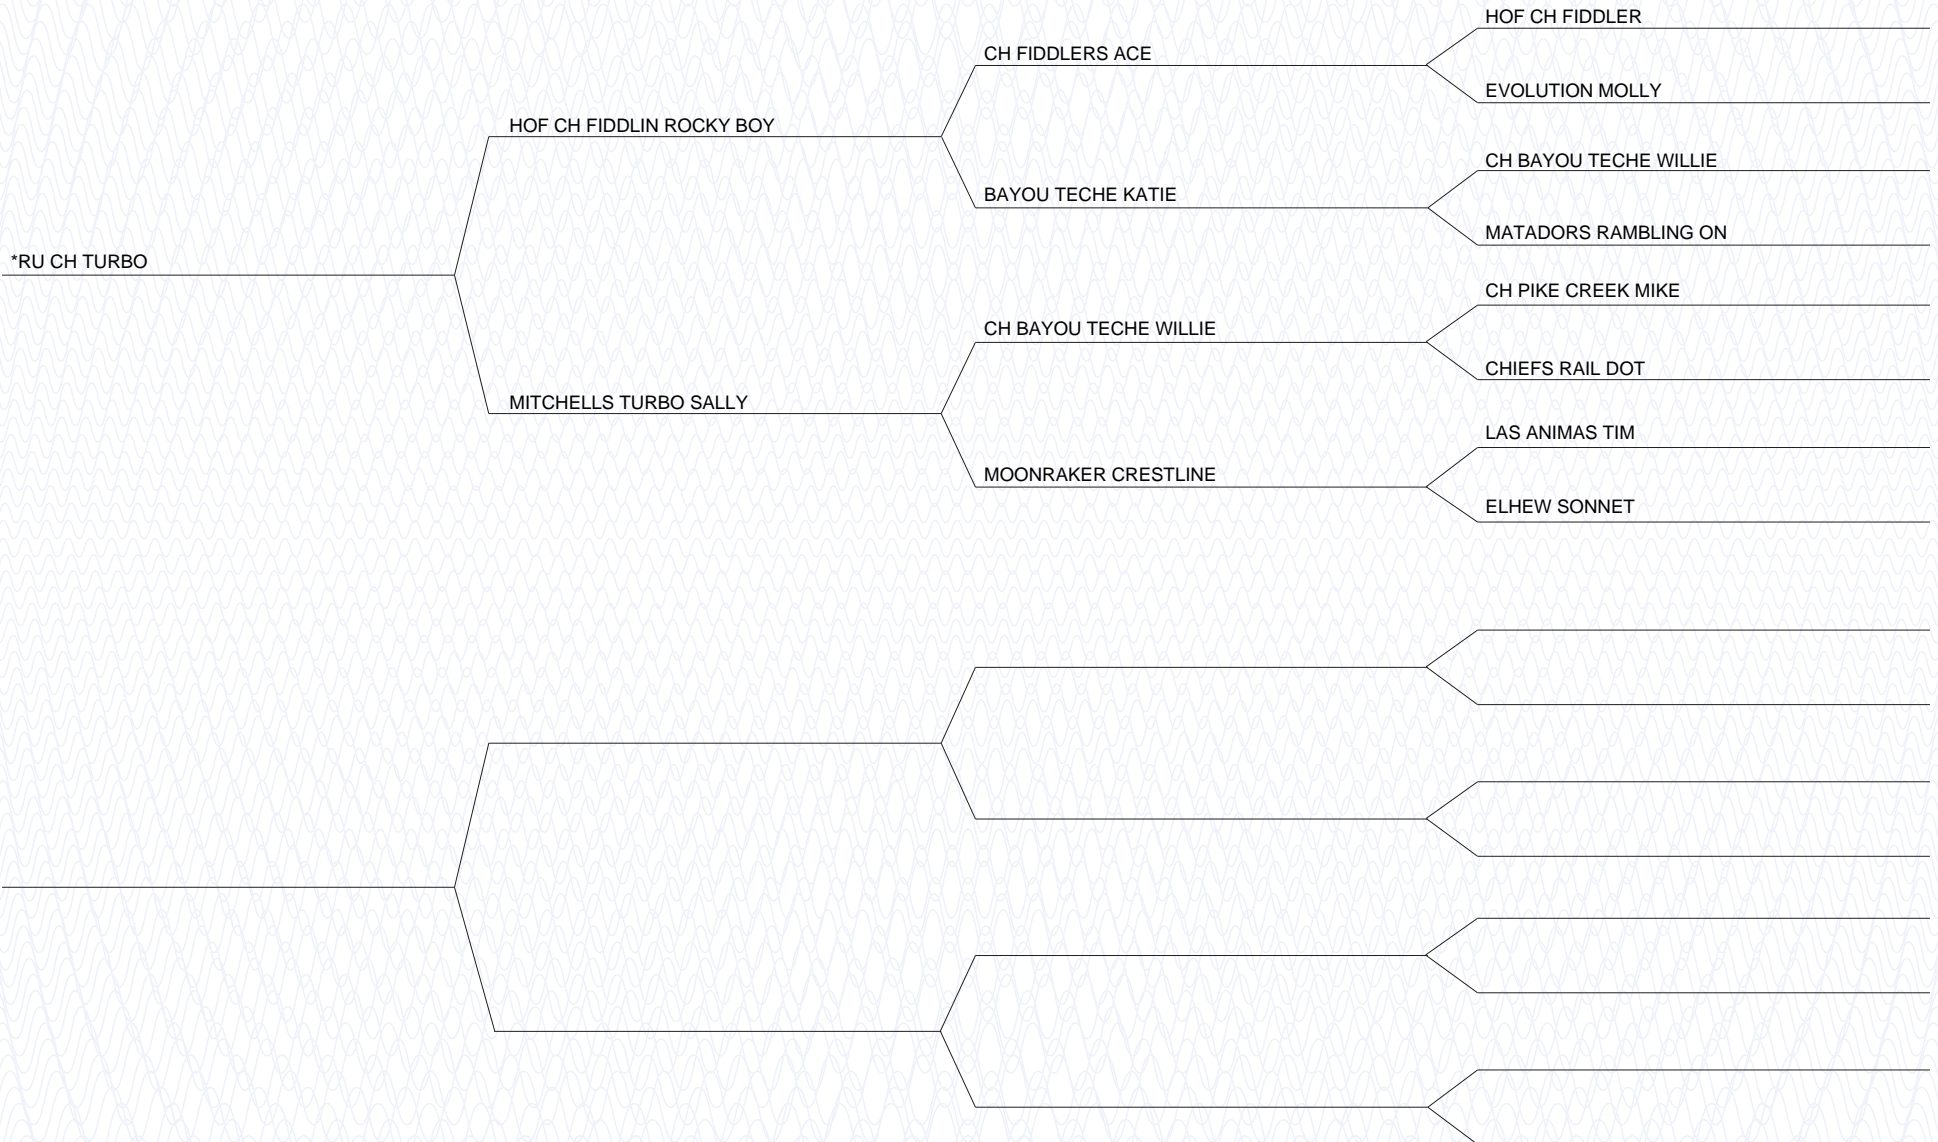 HOF CH FIDDLER
CH FIDDLERS ACE
EVOLUTION MOLLY
HOF CH FIDDLIN ROCKY BOY
CH BAYOU TECHE WILLIE
BAYOU TECHE KATIE
MATADORS RAMBLING ON
*RU CH TURBO
CH PIKE CREEK MIKE
CH BAYOU TECHE WILLIE
CHIEFS RAIL DOT
MITCHELLS TURBO SALLY
LAS ANIMAS TIM
MOONRAKER CRESTLINE
ELHEW SONNET